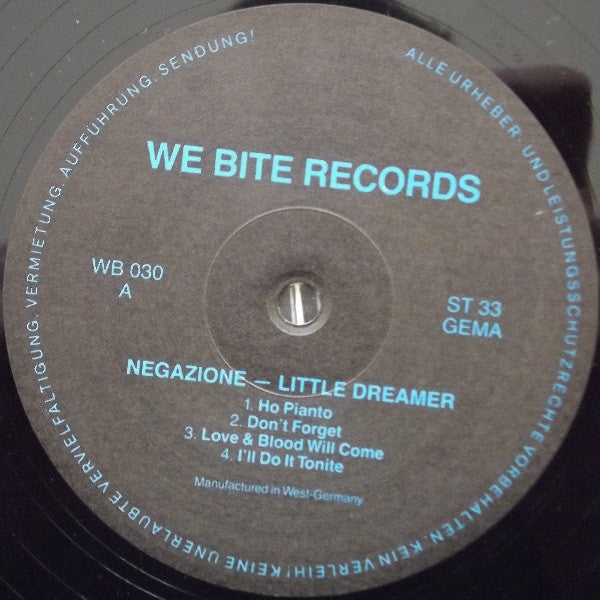 ALLE URHEBER- UND LEISTUNGSSCHUTZRECHTE VORBEHALTEN. KEIN VERLEIH! KEINE UNERLAUBTE VERVIELFÄLTIGUNG, VERMIETUNG, AUFFÜHRUNG, SENDUNG!
WE BITE RECORDS
WB 030
A
ST 33
GEMA
NEGAZIONE – LITTLE DREAMER
1. Ho Pianto
2. Don't Forget
3. Love & Blood Will Come
4. I'll Do It Tonite
Manufactured in West-Germany